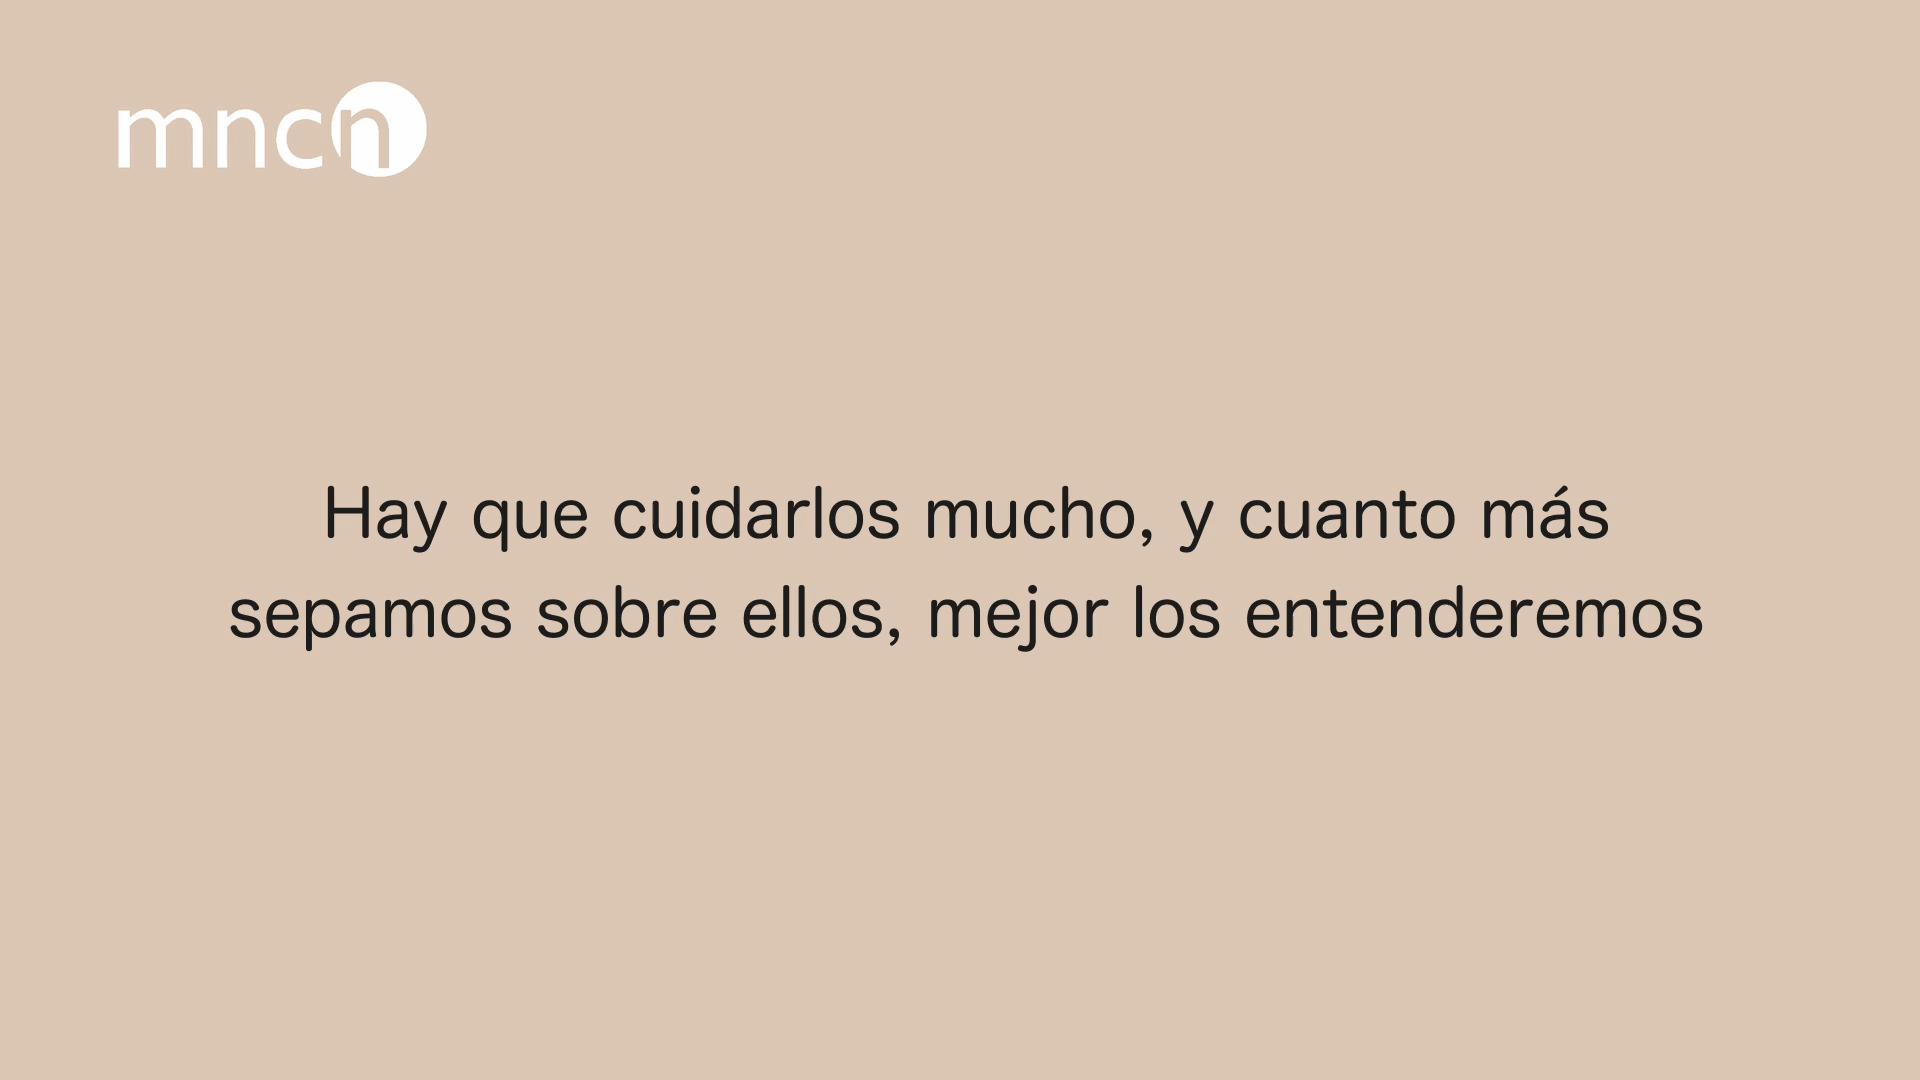 mncn
Hay que cuidarlos mucho, y cuanto más
sepamos sobre ellos, mejor los entenderemos